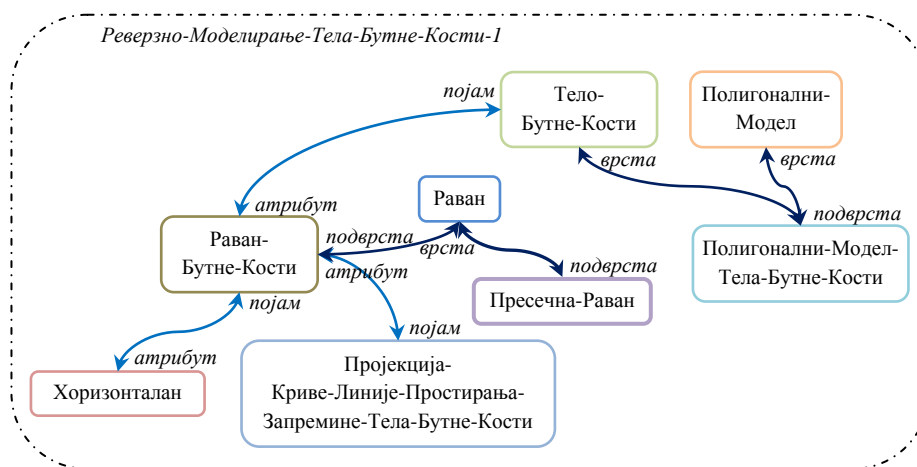 Реверзно-Моделирање-Тела-Бутне-Кости-1
појам
Тело-
Бутне-Кости
Полигонални-
Модел
врста
врста
атрибут
Раван
подврста
Раван-
Бутне-Кости
подврста
врста
атрибут
подврста
Полигонални-Модел-
Тела-Бутне-Кости
Пресечна-Раван
појам
појам
атрибут
Хоризонталан
Пројекција-
Криве-Линије-Простирања-
Запремине-Тела-Бутне-Кости